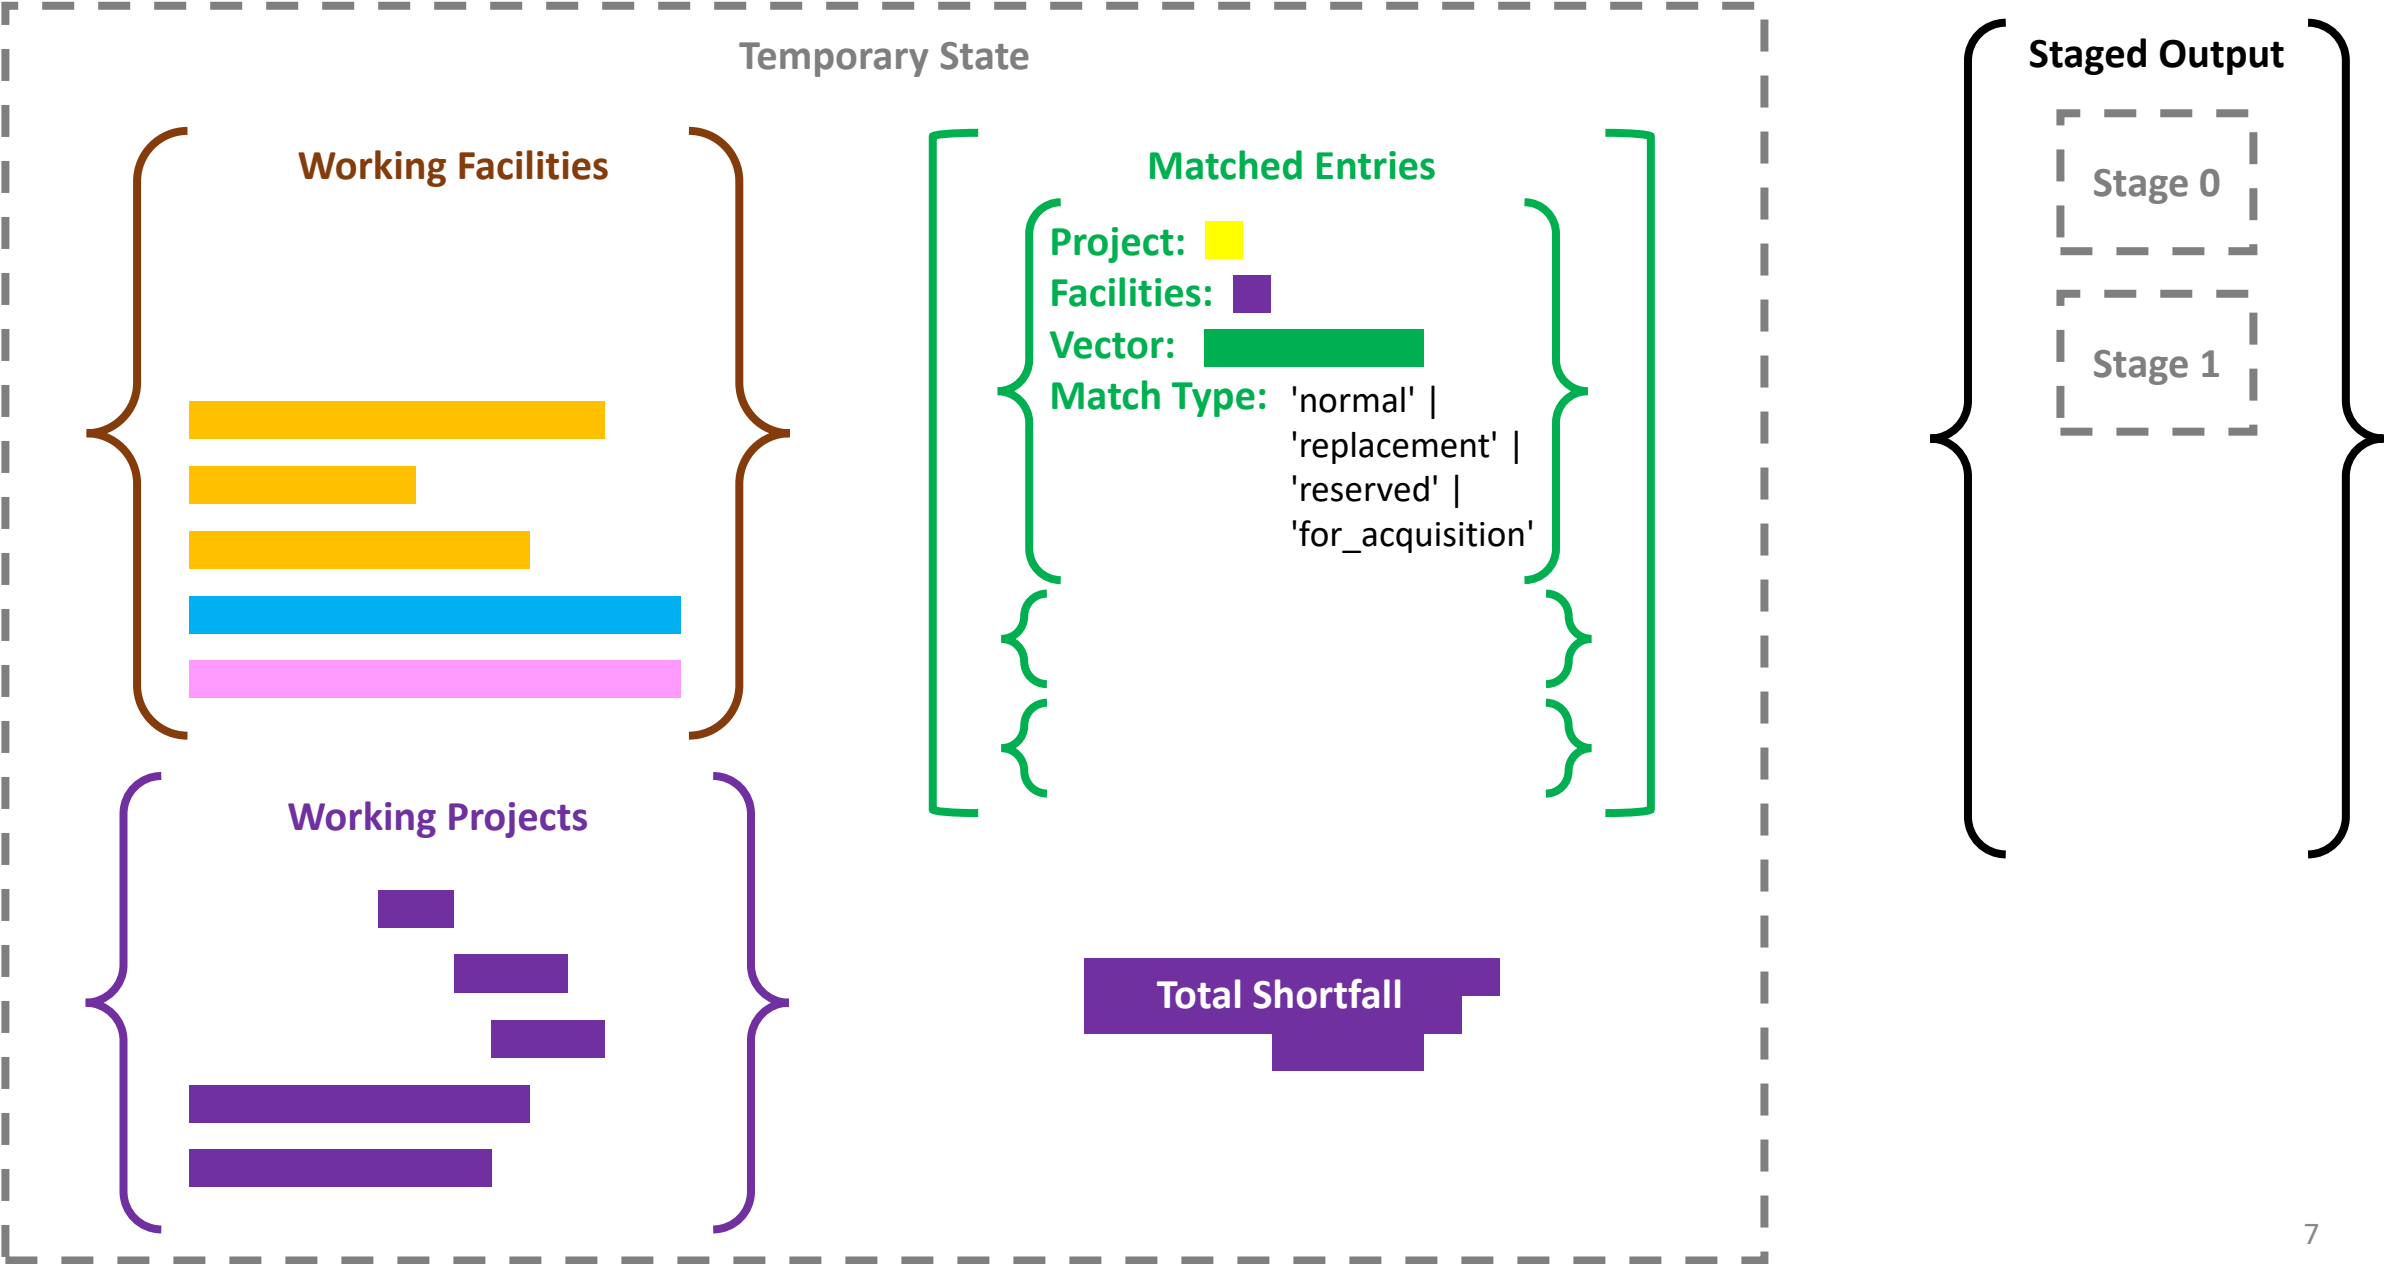 Temporary State
Working Facilities
Matched Entries
Project:
Facilities:
Vector:
Match Type: 'normal' |
'replacement' |
'reserved' |
'for_acquisition'
Working Projects
Total Shortfall
Staged Output
Stage 0
Stage 1
7